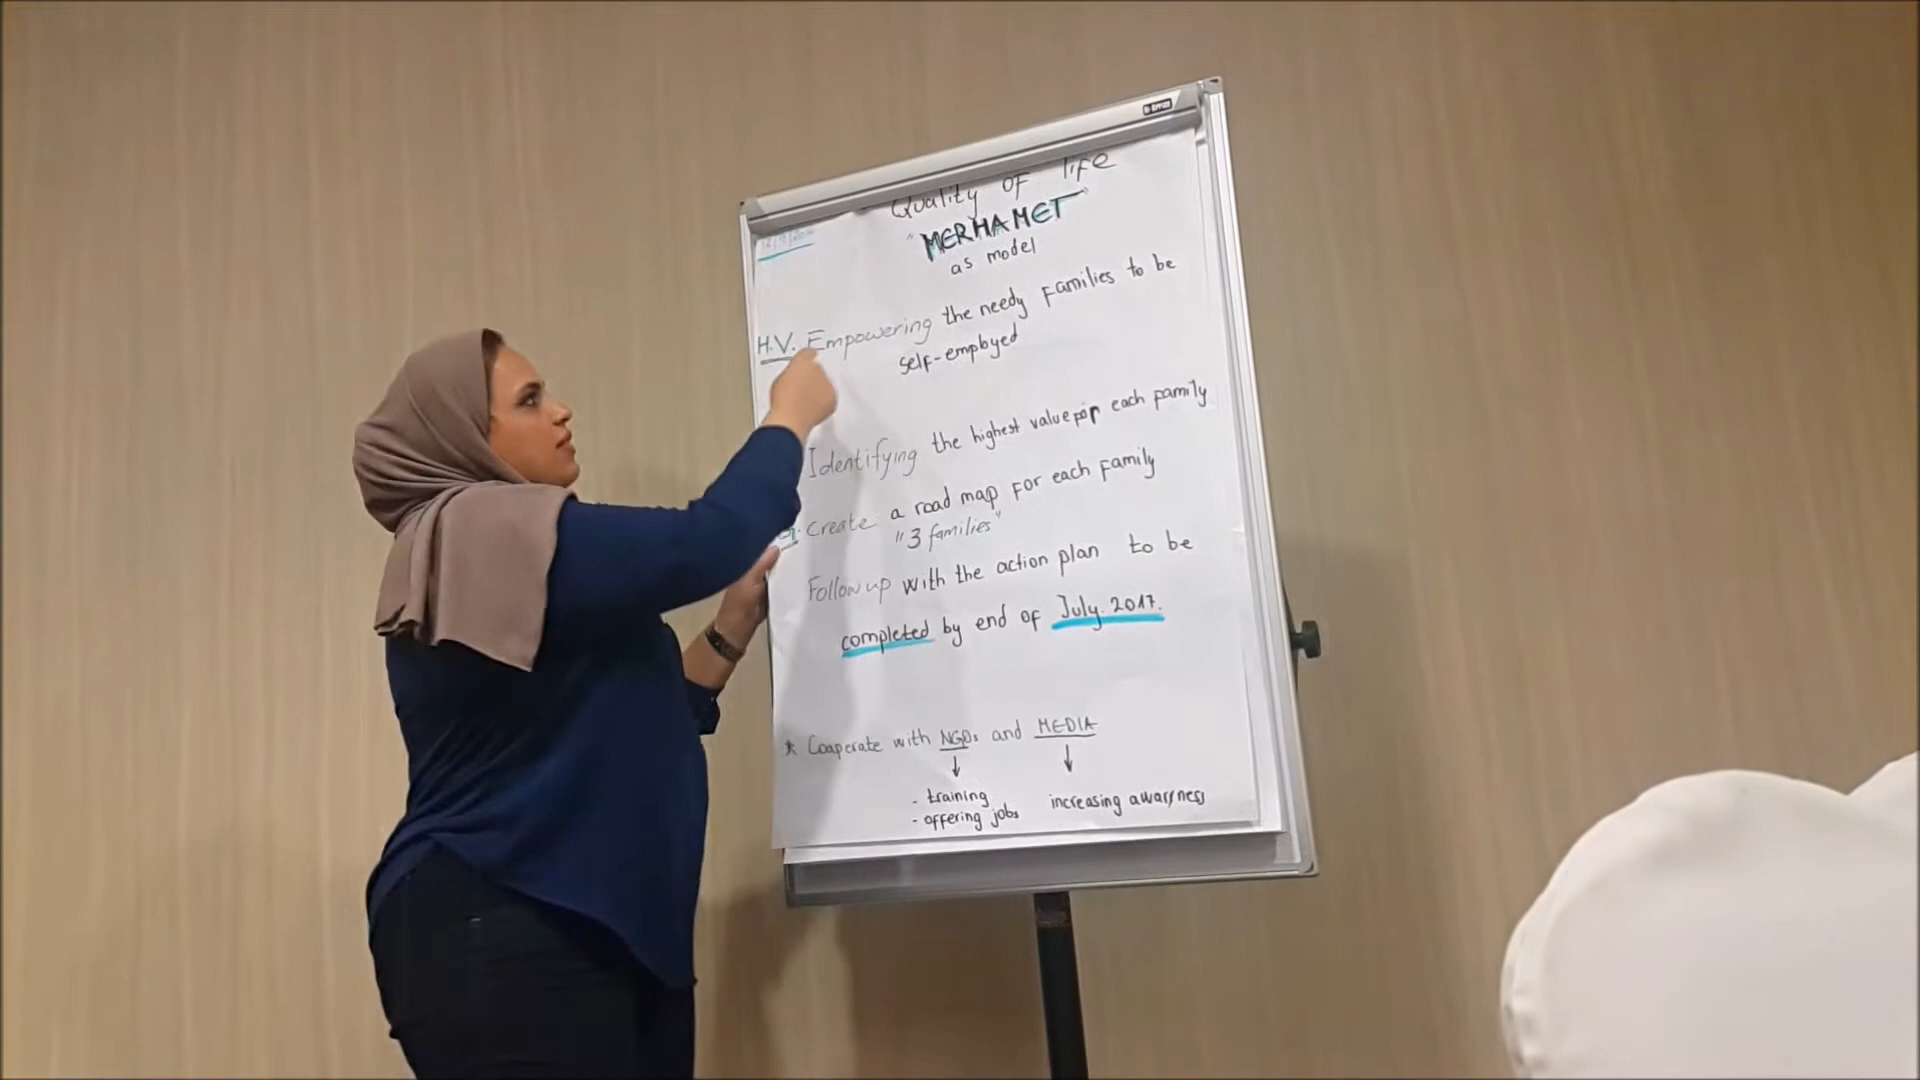 Quality of life
"MERHAMET"
as model
H.V. Empowering the needy families to be
self-employed
Identifying the highest value for each family
Create a road map for each family
"3 families"
Follow up with the action plan to be
completed by end of July. 2017.
* Cooperate with NGOs and MEDIA
↓ ↓
- training increasing awarness
- offering jobs